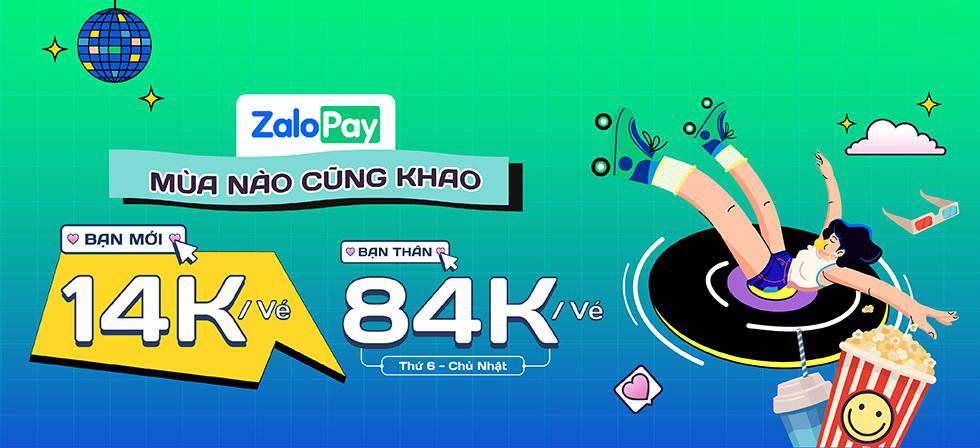 ZaloPay
MÙA NÀO CŨNG KHAO
BẠN MỚI
14K/Vé
BẠN THÂN
84K/Vé
Thứ 6 - Chủ Nhật